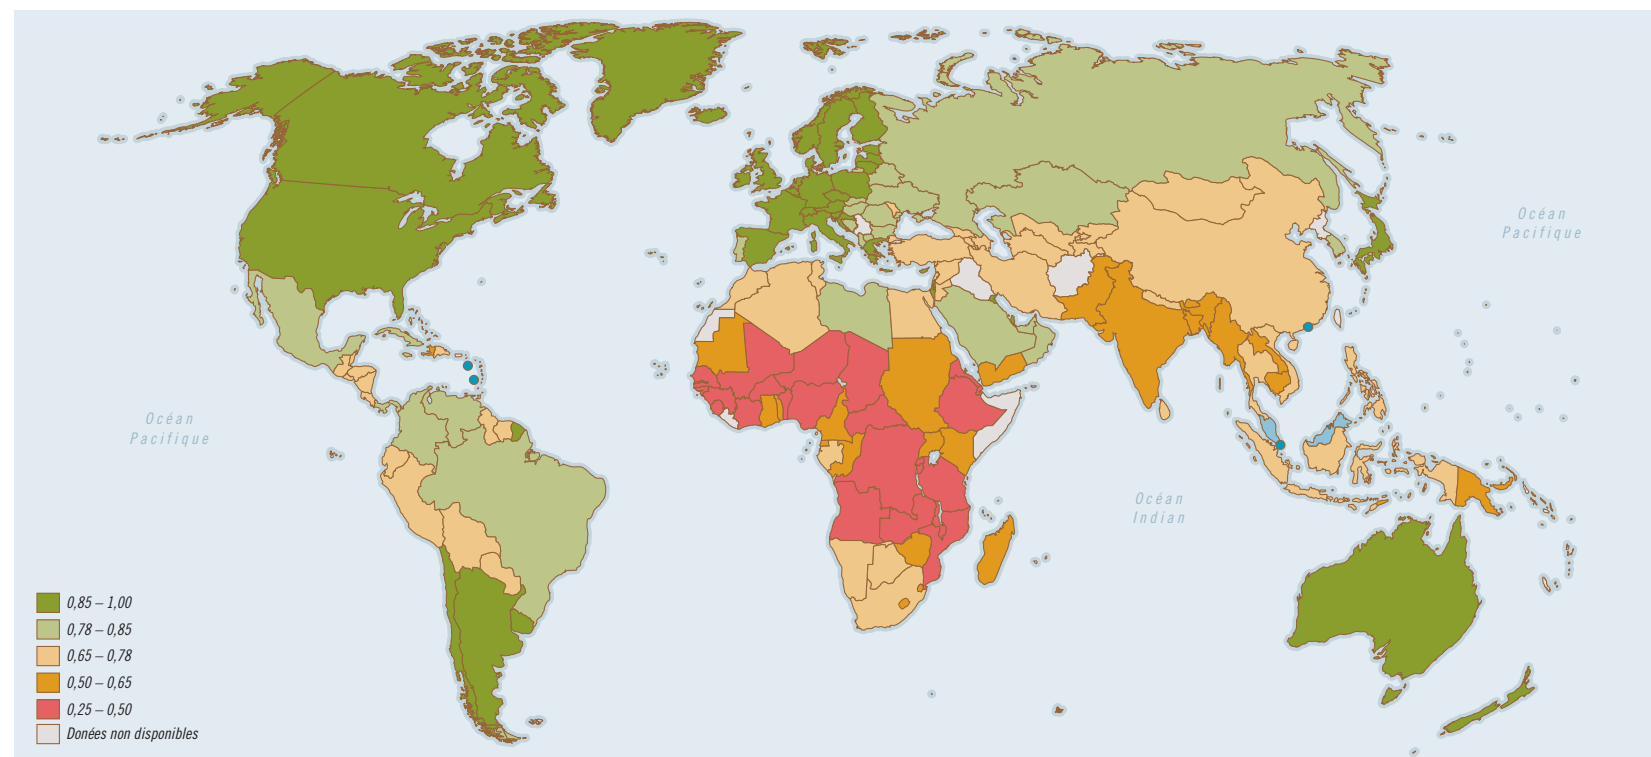 Océan
Pacifique
Océan
Pacifique
Océan
Indian
0,85 – 1,00
0,78 – 0,85
0,65 – 0,78
0,50 – 0,65
0,25 – 0,50
Donées non disponibles